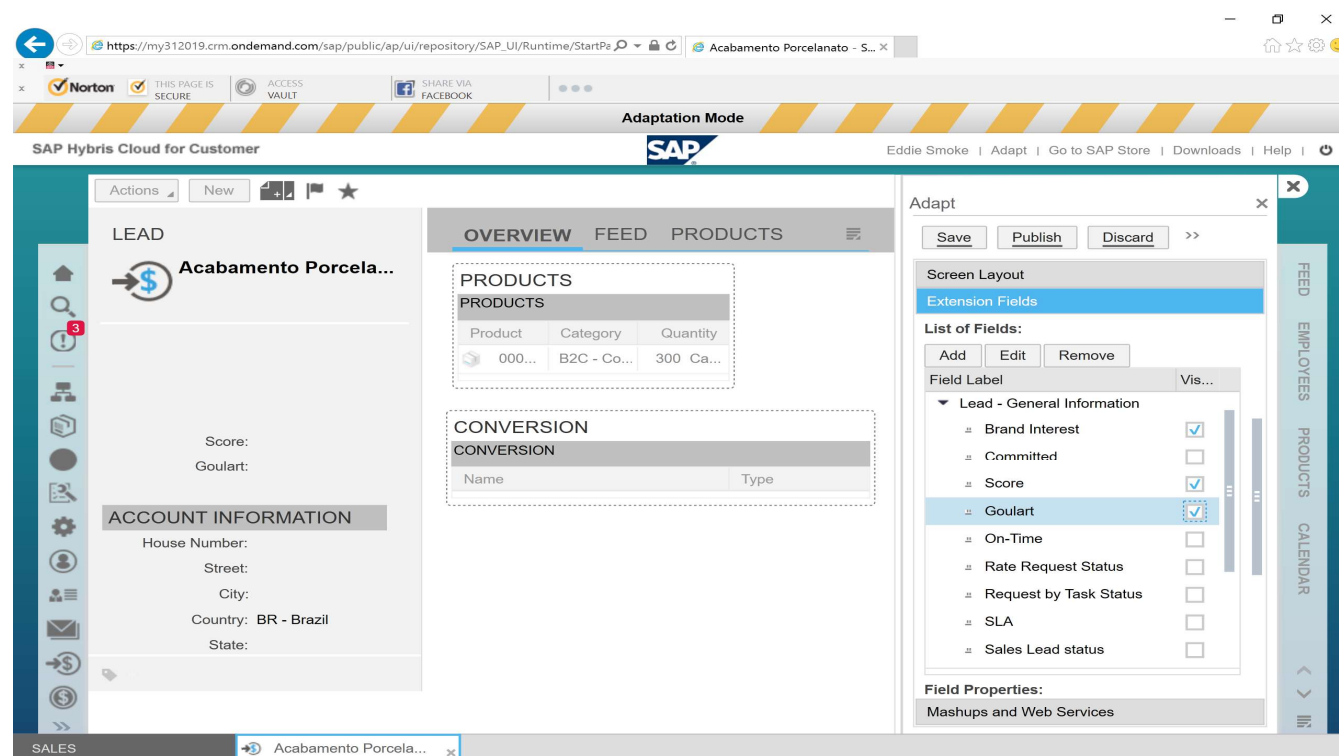 https://my312019.crm.ondemand.com/sap/public/ap/ui/repository/SAP_UI/Runtime/StartPa
Acabamento Porcelanato - S...
Norton
THIS PAGE IS SECURE
ACCESS VAULT
SHARE VIA FACEBOOK
Adaptation Mode
SAP Hybris Cloud for Customer
SAP
Eddie Smoke | Adapt | Go to SAP Store | Downloads | Help |
Actions New
LEAD
Acabamento Porcela...
3
Score:
Goulart:
ACCOUNT INFORMATION
House Number:
Street:
City:
Country: BR - Brazil
State:
OVERVIEW FEED PRODUCTS
PRODUCTS
PRODUCTS
Product Category Quantity
000... B2C - Co... 300 Ca...
CONVERSION
CONVERSION
Name Type
Adapt
Save Publish Discard >>
Screen Layout
Extension Fields
List of Fields:
Add Edit Remove
Field Label Vis...
Lead - General Information
Brand Interest
Committed
Score
Goulart
On-Time
Rate Request Status
Request by Task Status
SLA
Sales Lead status
Field Properties:
Mashups and Web Services
FEED
EMPLOYEES
PRODUCTS
CALENDAR
SALES
Acabamento Porcela...